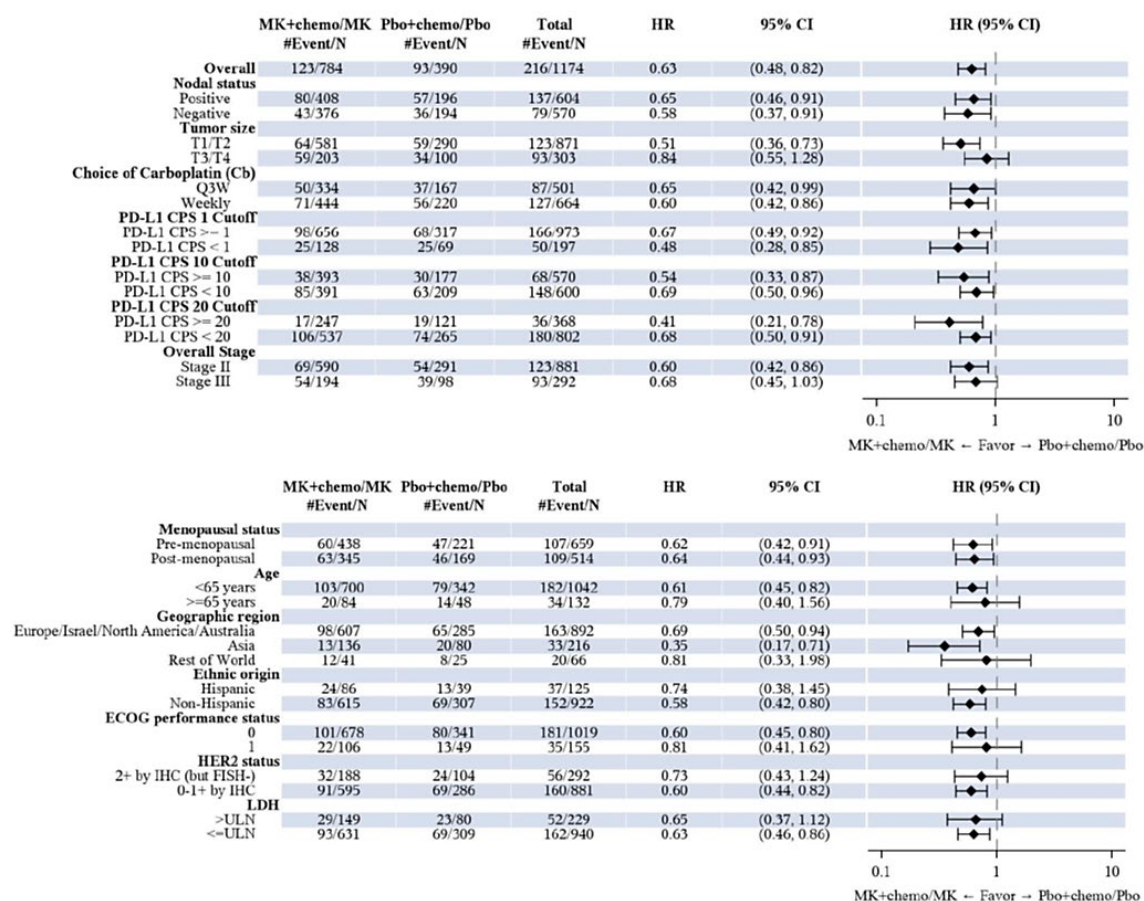 MK+chemo/MK Pbo+chemo/Pbo Total HR 95% CI HR (95% CI)
#Event/N #Event/N #Event/N
Overall 123/784 93/390 216/1174 0.63 (0.48, 0.82)
Nodal status
Positive 80/408 57/196 137/604 0.65 (0.46, 0.91)
Negative 43/376 36/194 79/570 0.58 (0.37, 0.91)
Tumor size
T1/T2 64/581 59/290 123/871 0.51 (0.36, 0.73)
T3/T4 59/203 34/100 93/303 0.84 (0.55, 1.28)
Choice of Carboplatin (Cb)
Q3W 50/334 37/167 87/501 0.65 (0.42, 0.99)
Weekly 71/444 56/220 127/664 0.60 (0.42, 0.86)
PD-L1 CPS 1 Cutoff
PD-L1 CPS >= 1 98/656 68/317 166/973 0.67 (0.49, 0.92)
PD-L1 CPS < 1 25/128 25/69 50/197 0.48 (0.28, 0.85)
PD-L1 CPS 10 Cutoff
PD-L1 CPS >= 10 38/393 30/177 68/570 0.54 (0.33, 0.87)
PD-L1 CPS < 10 85/391 63/209 148/600 0.69 (0.50, 0.96)
PD-L1 CPS 20 Cutoff
PD-L1 CPS >= 20 17/247 19/121 36/368 0.41 (0.21, 0.78)
PD-L1 CPS < 20 106/537 74/265 180/802 0.68 (0.50, 0.91)
Overall Stage
Stage II 69/590 54/291 123/881 0.60 (0.42, 0.86)
Stage III 54/194 39/98 93/292 0.68 (0.45, 1.03)
0.1 1 10
MK+chemo/MK ← Favor → Pbo+chemo/Pbo
MK+chemo/MK Pbo+chemo/Pbo Total HR 95% CI HR (95% CI)
#Event/N #Event/N #Event/N
Menopausal status
Pre-menopausal 60/438 47/221 107/659 0.62 (0.42, 0.91)
Post-menopausal 63/345 46/169 109/514 0.64 (0.44, 0.93)
Age
<65 years 103/700 79/342 182/1042 0.61 (0.45, 0.82)
>=65 years 20/84 14/48 34/132 0.79 (0.40, 1.56)
Geographic region
Europe/Israel/North America/Australia 98/607 65/285 163/892 0.69 (0.50, 0.94)
Asia 13/136 20/80 33/216 0.35 (0.17, 0.71)
Rest of World 12/41 8/25 20/66 0.81 (0.33, 1.98)
Ethnic origin
Hispanic 24/86 13/39 37/125 0.74 (0.38, 1.45)
Non-Hispanic 83/615 69/307 152/922 0.58 (0.42, 0.80)
ECOG performance status
0 101/678 80/341 181/1019 0.60 (0.45, 0.80)
1 22/106 13/49 35/155 0.81 (0.41, 1.62)
HER2 status
2+ by IHC (but FISH-) 32/188 24/104 56/292 0.73 (0.43, 1.24)
0-1+ by IHC 91/595 69/286 160/881 0.60 (0.44, 0.82)
LDH
>ULN 29/149 23/80 52/229 0.65 (0.37, 1.12)
<=ULN 93/631 69/309 162/940 0.63 (0.46, 0.86)
0.1 1 10
MK+chemo/MK ← Favor → Pbo+chemo/Pbo